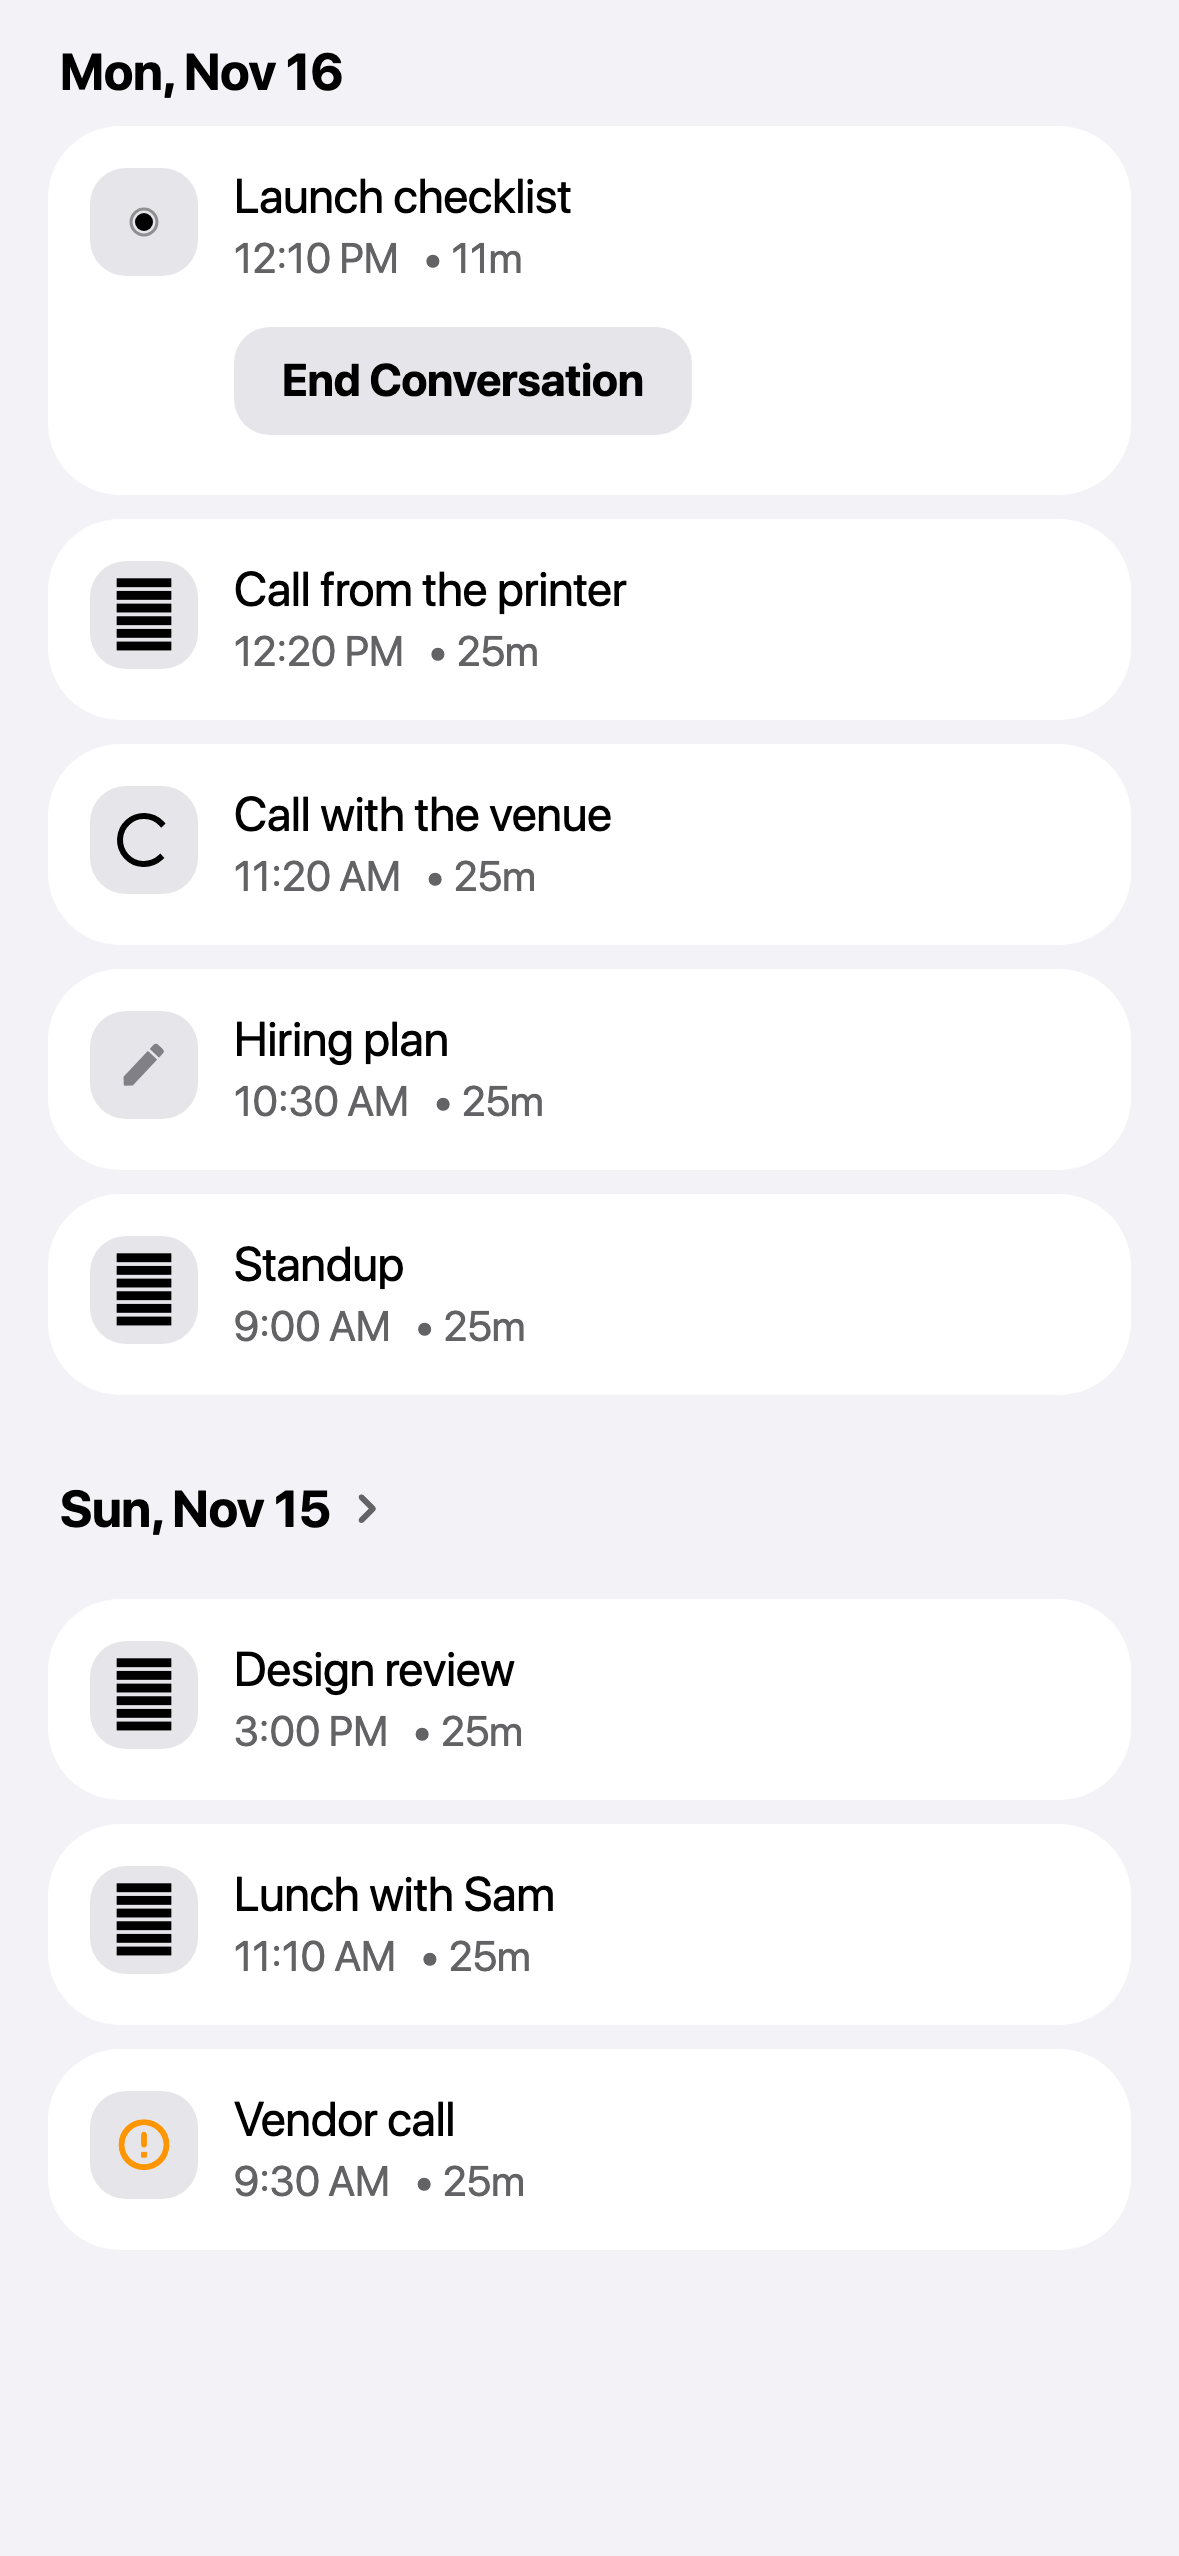 Mon, Nov 16
Launch checklist
12:10 PM • 11m
End Conversation
Call from the printer
12:20 PM • 25m
Call with the venue
11:20 AM • 25m
Hiring plan
10:30 AM • 25m
Standup
9:00 AM • 25m
Sun, Nov 15
Design review
3:00 PM • 25m
Lunch with Sam
11:10 AM • 25m
Vendor call
9:30 AM • 25m